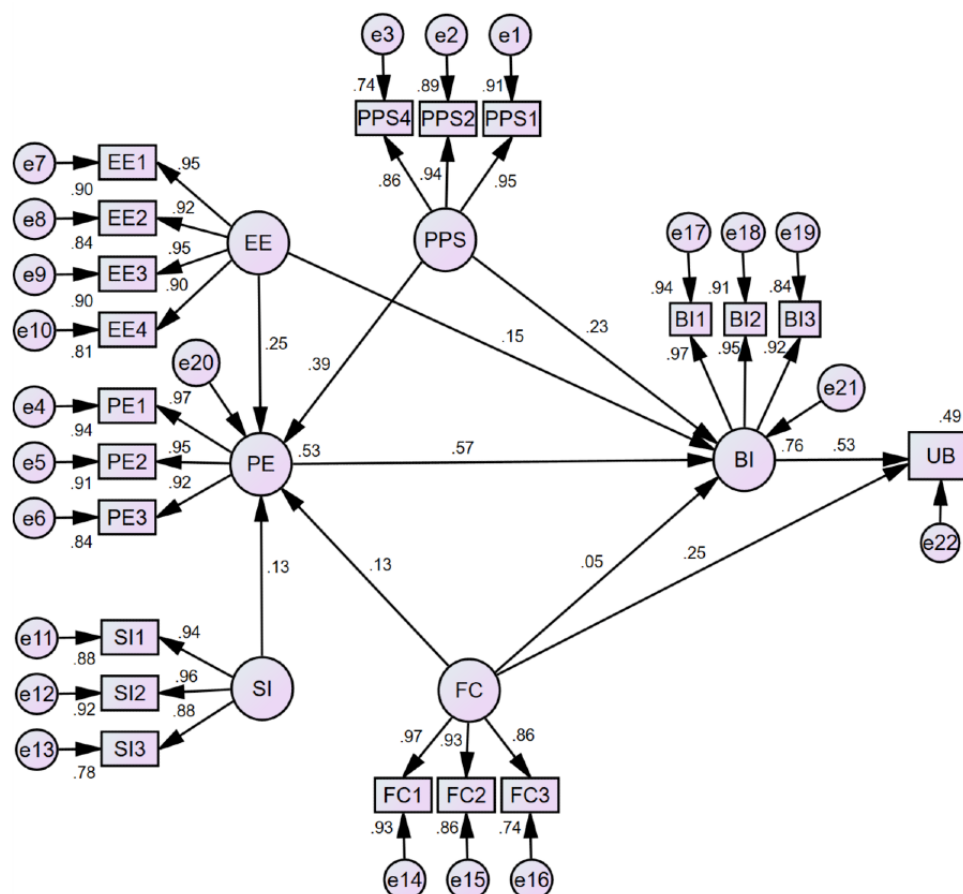 e3 e2 e1
.74 .89 .91
PPS4 PPS2 PPS1
.86 .94 .95
PPS
e7 EE1 .95
.90
e8 EE2 .92
.84
e9 EE3 .95
.90
e10 EE4 .90
.81
EE
e17 e18 e19
.94 .91 .84
BI1 BI2 BI3
.97 .95 .92
.25 .39 .15 .23
e20
e21
e4 PE1 .97
.94
e5 PE2 .95
.91
e6 PE3 .92
.84
PE .53 .57 BI .76 .53
.49
UB
e22
.13 .13 .05 .25
e11 SI1 .94
.88
e12 SI2 .96
.92
e13 SI3 .88
.78
SI
FC
.97 .93 .86
FC1 FC2 FC3
.93 .86 .74
e14 e15 e16